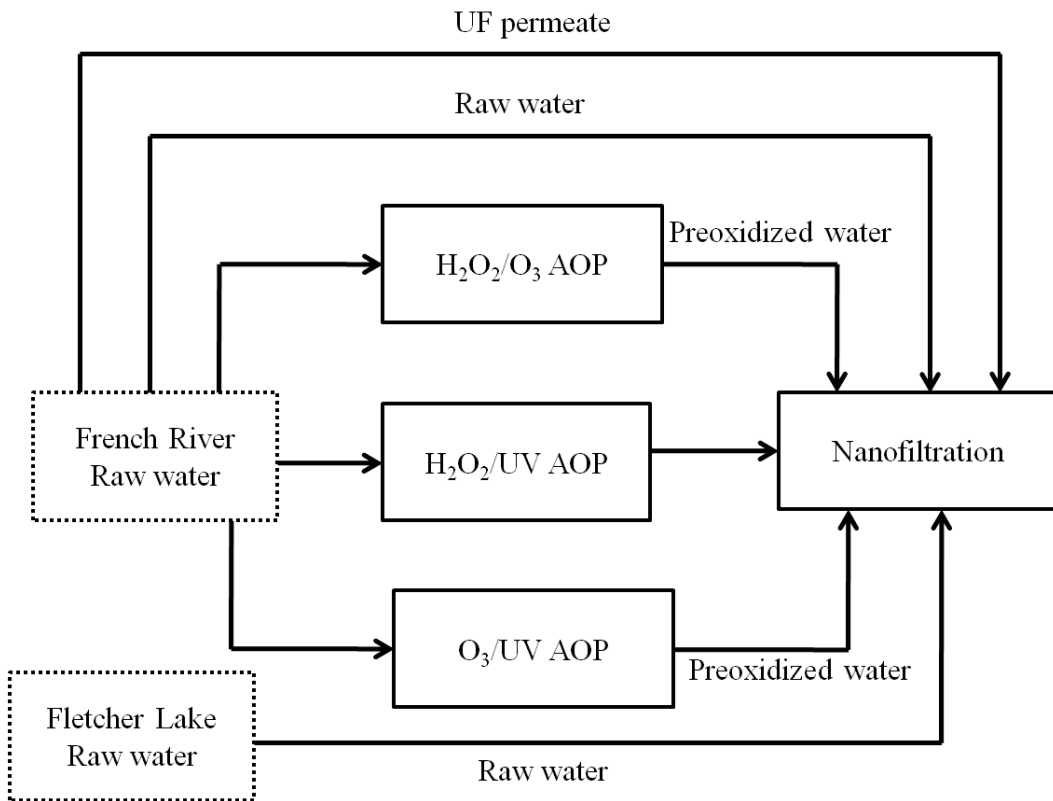 UF permeate
Raw water
Preoxidized water
H₂O₂/O₃ AOP
French River
Raw water
H₂O₂/UV AOP
Nanofiltration
O₃/UV AOP
Preoxidized water
Fletcher Lake
Raw water
Raw water